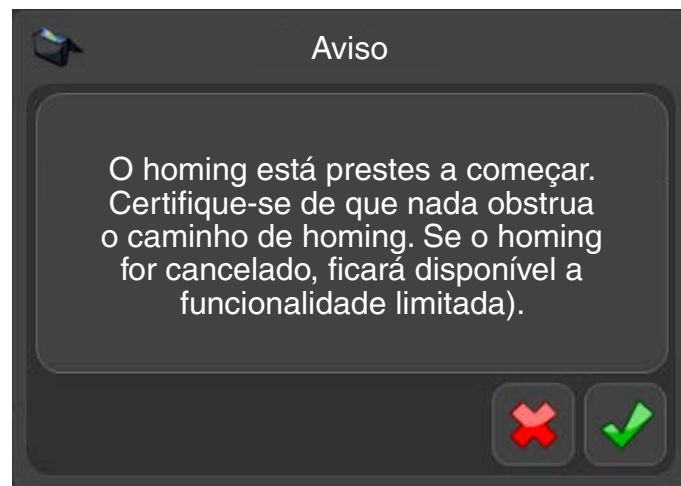 Aviso
O homing está prestes a começar.
Certifique-se de que nada obstrua
o caminho de homing. Se o homing
for cancelado, ficará disponível a
funcionalidade limitada).